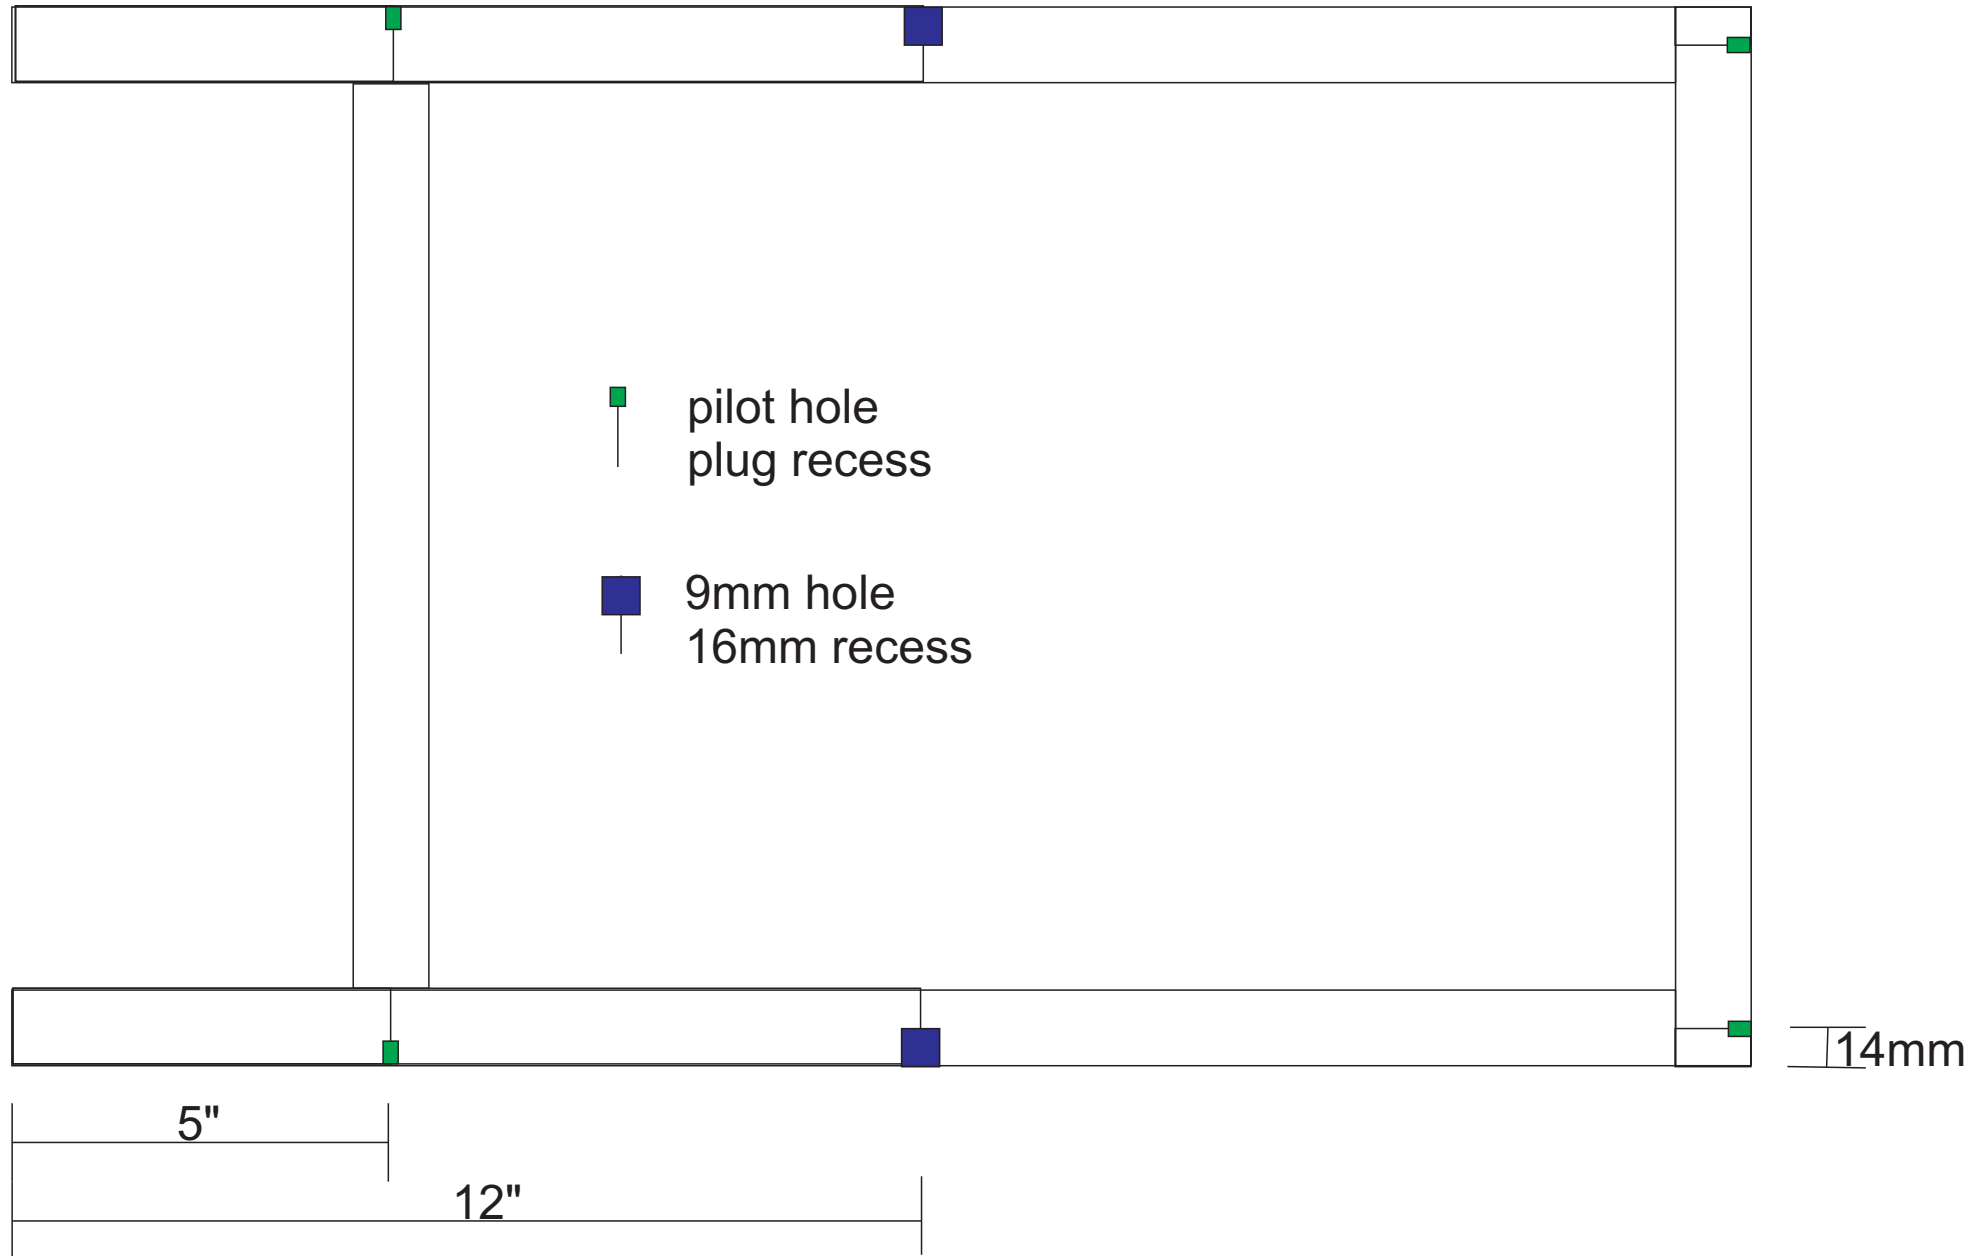 pilot hole
plug recess
9mm hole
16mm recess
14mm
5"
12"